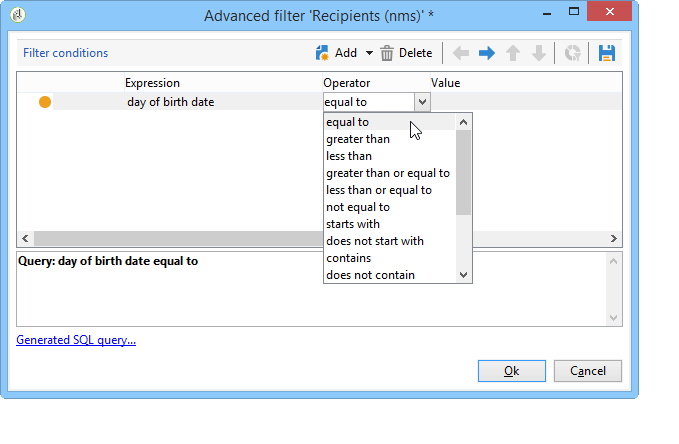 Advanced filter 'Recipients (nms)' *
Filter conditions Add Delete
Expression Operator Value
day of birth date equal to
equal to
greater than
less than
greater than or equal to
less than or equal to
not equal to
starts with
does not start with
contains
does not contain
Query: day of birth date equal to
Generated SQL query...
Ok Cancel